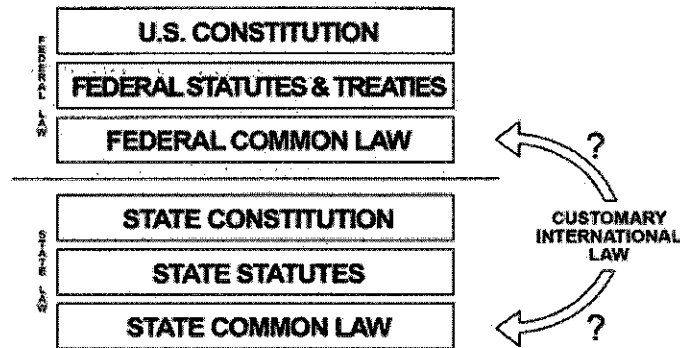 FEDERAL LAW
U.S. CONSTITUTION
FEDERAL STATUTES & TREATIES
FEDERAL COMMON LAW
?
STATE LAW
STATE CONSTITUTION
STATE STATUTES
STATE COMMON LAW
CUSTOMARY
INTERNATIONAL
LAW
?